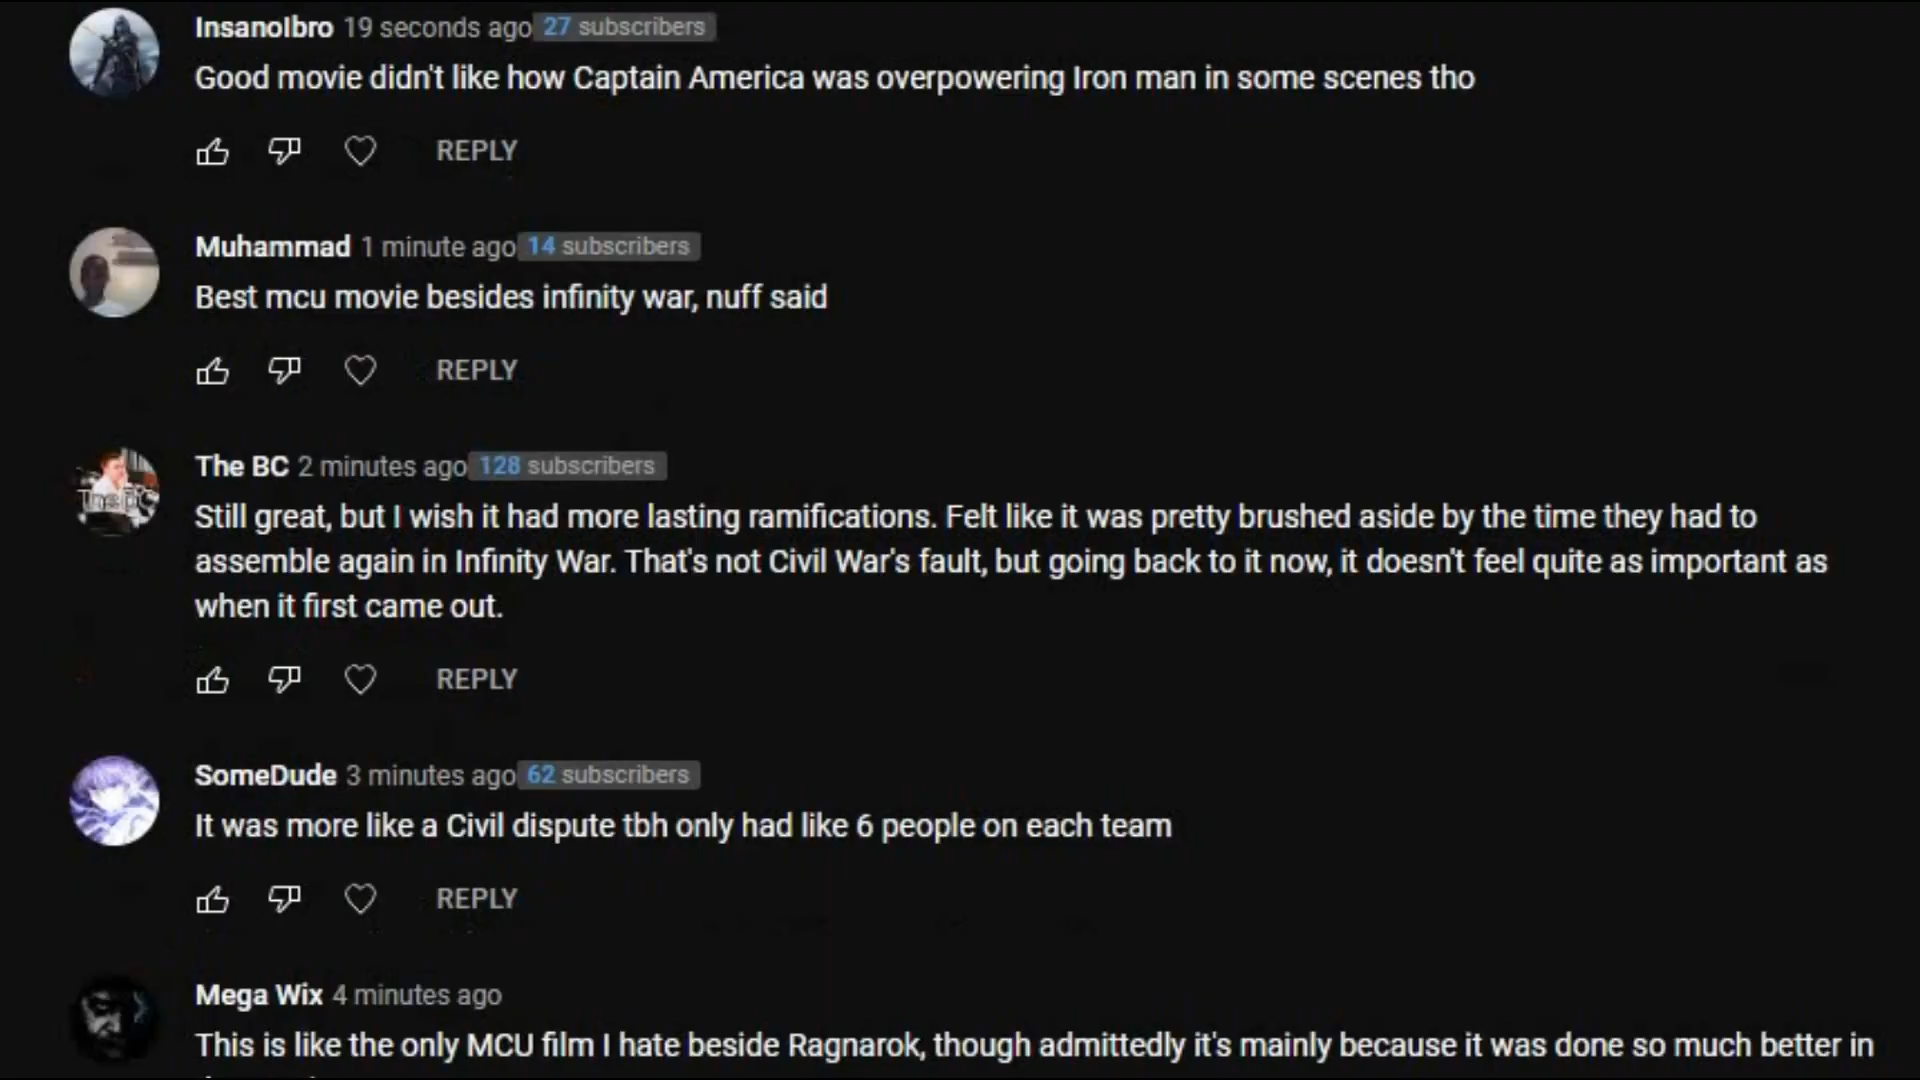 InsanoIbro 19 seconds ago 27 subscribers
Good movie didn't like how Captain America was overpowering Iron man in some scenes tho
REPLY
Muhammad 1 minute ago 14 subscribers
Best mcu movie besides infinity war, nuff said
REPLY
The BC 2 minutes ago 128 subscribers
Still great, but I wish it had more lasting ramifications. Felt like it was pretty brushed aside by the time they had to
assemble again in Infinity War. That's not Civil War's fault, but going back to it now, it doesn't feel quite as important as
when it first came out.
REPLY
SomeDude 3 minutes ago 62 subscribers
It was more like a Civil dispute tbh only had like 6 people on each team
REPLY
Mega Wix 4 minutes ago
This is like the only MCU film I hate beside Ragnarok, though admittedly it's mainly because it was done so much better in